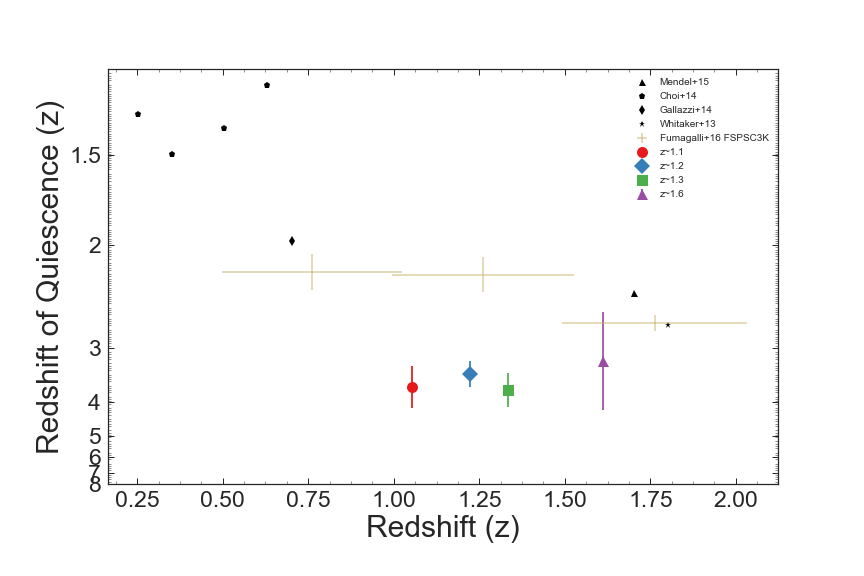 Mendel+15
Choi+14
Gallazzi+14
Whitaker+13
Fumagalli+16 FSPSC3K
z~1.1
z~1.2
z~1.3
z~1.6
Redshift of Quiescence (z)
1.5
2
3
4
5
6
7
8
0.25 0.50 0.75 1.00 1.25 1.50 1.75 2.00
Redshift (z)